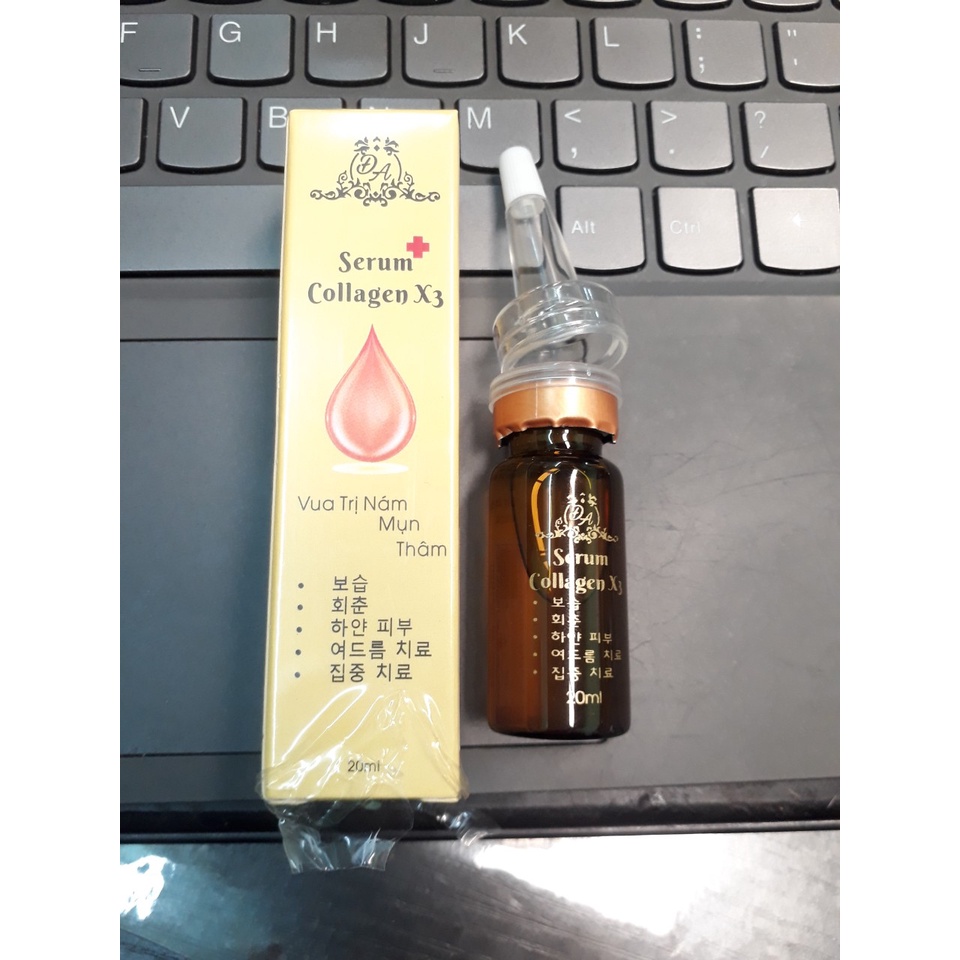 F G H J K L : ; " '
V B N M < , > . ? /
Alt Ctrl
ĐA
Serum
Collagen X3
Vua Trị Nám
Mụn
Thâm
• 보습
• 회춘
• 하얀 피부
• 여드름 치료
• 집중 치료
20ml
ĐA
Serum
Collagen X3
• 보습
• 회춘
• 하얀 피부
• 여드름 치료
• 집중 치료
20ml